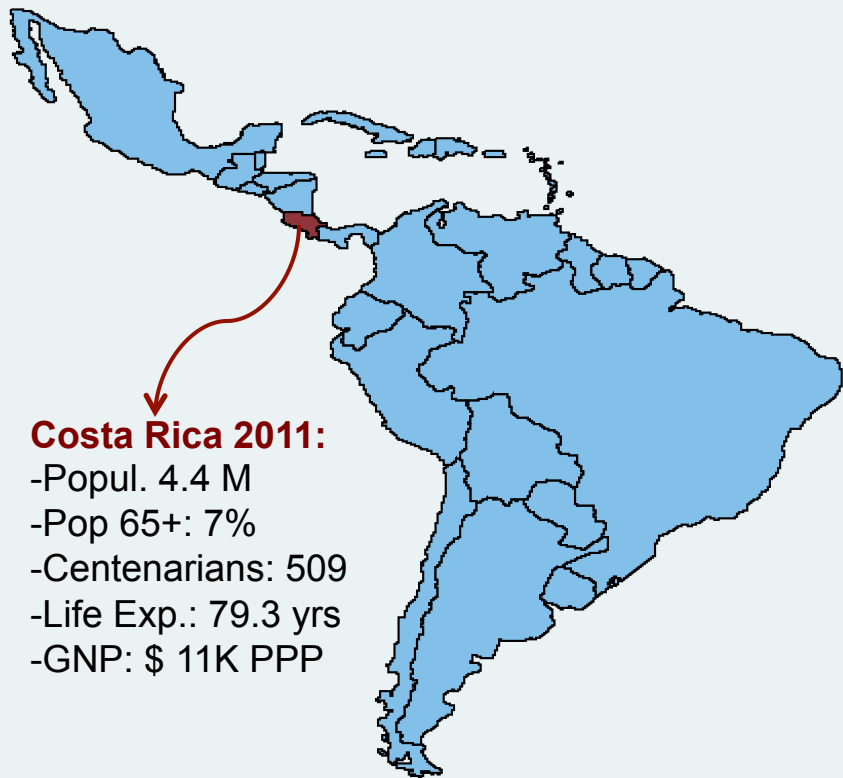 Costa Rica 2011:
-Popul. 4.4 M
-Pop 65+: 7%
-Centenarians: 509
-Life Exp.: 79.3 yrs
-GNP: $ 11K PPP